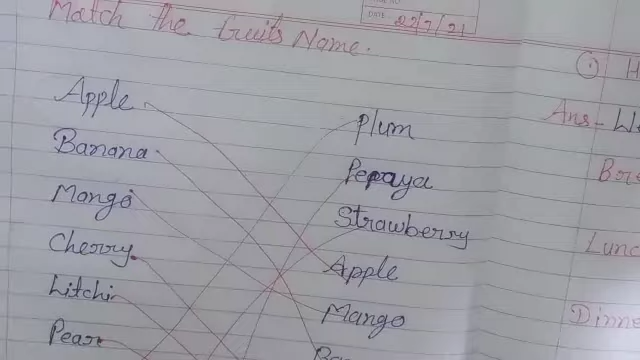 DATE 22/7/21
Match the fruits Name.
Apple
Banana
Mango
Cherry
Litchi
Pear
Plum
Pepaya
Strawberry
Apple
Mango
Ans-